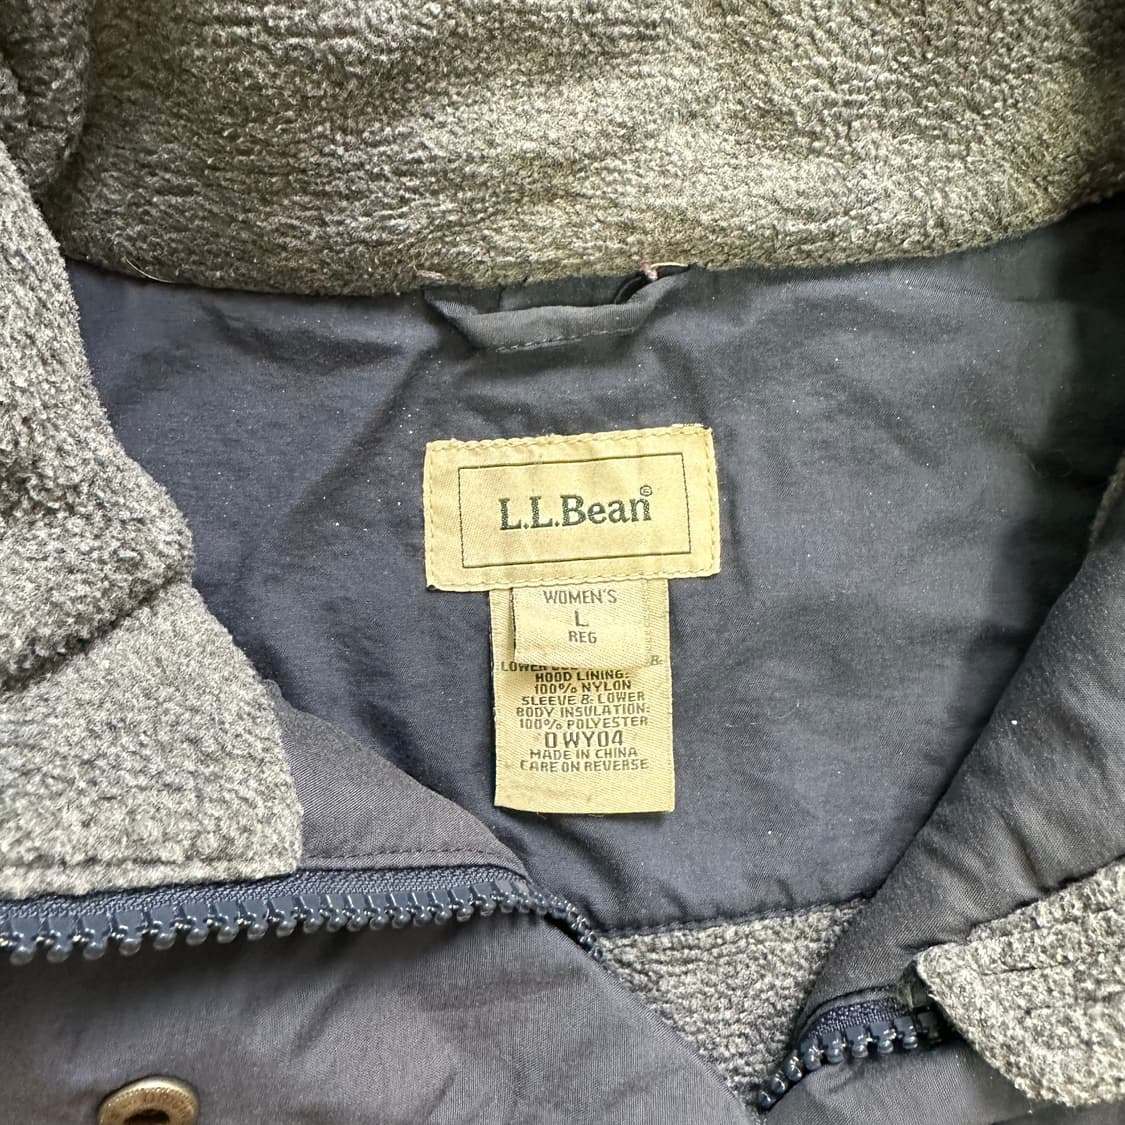 L.L.Bean®
WOMEN'S
L
REG
LOWER
&
HOOD LINING:
100% NYLON
SLEEVE & LOWER
BODY INSULATION:
100% POLYESTER
0WY04
MADE IN CHINA
CARE ON REVERSE